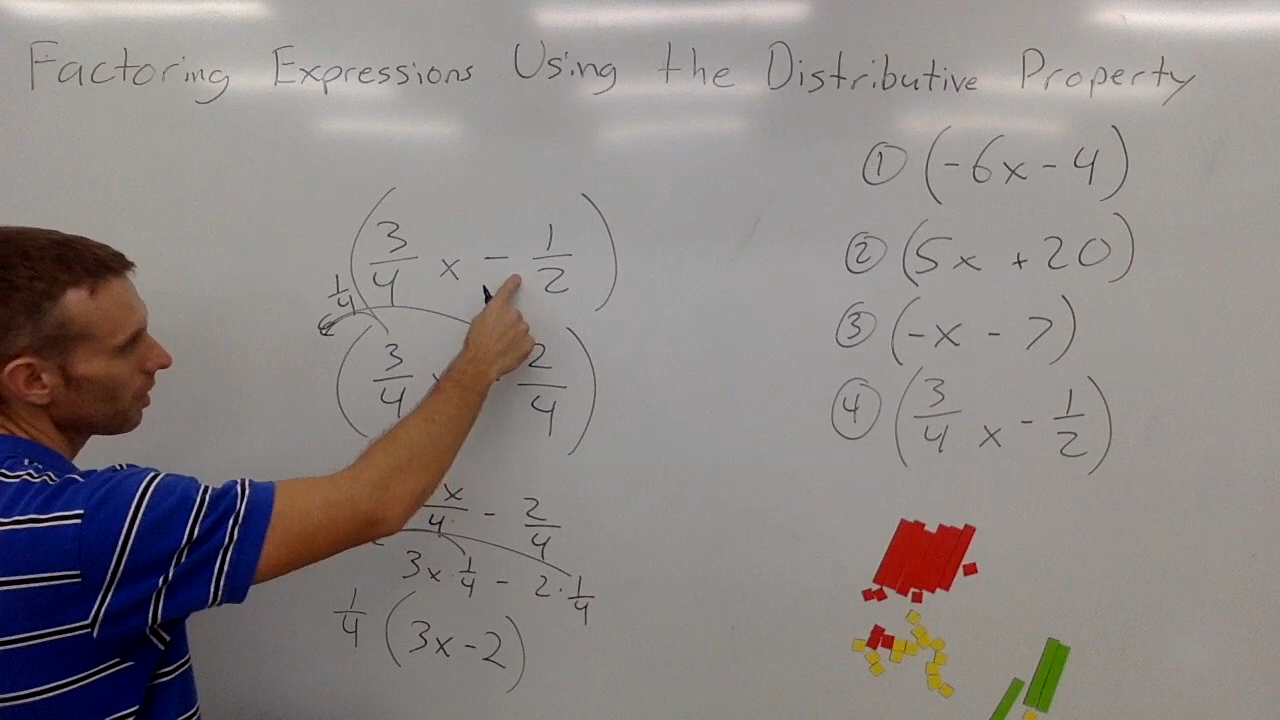 Factoring Expressions Using the Distributive Property
(3/4 x - 1/2)
1/4
(3/4 2/4)
x/4 - 2/4
3x · 1/4 - 2 · 1/4
1/4 (3x - 2)
① (-6x - 4)
② (5x + 20)
③ (-x - 7)
④ (3/4 x - 1/2)